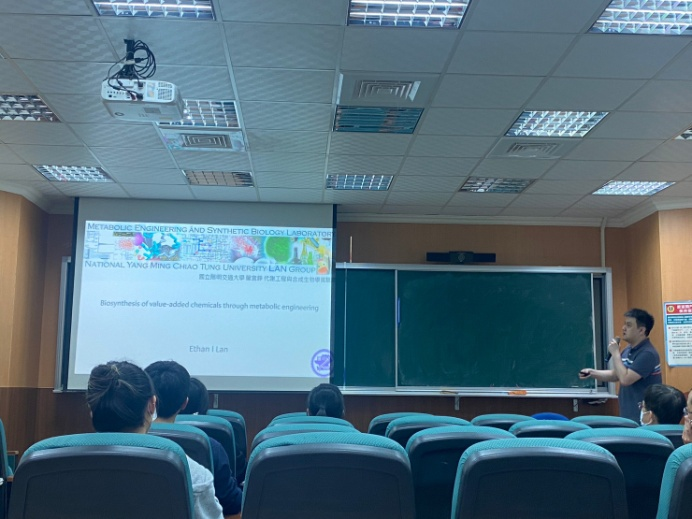 METABOLIC ENGINEERING AND SYNTHETIC BIOLOGY LABORATORY
NATIONAL YANG MING CHIAO TUNG UNIVERSITY LAN GROUP
Biosynthesis of value-added chemicals through metabolic engineering
Ethan I Lan